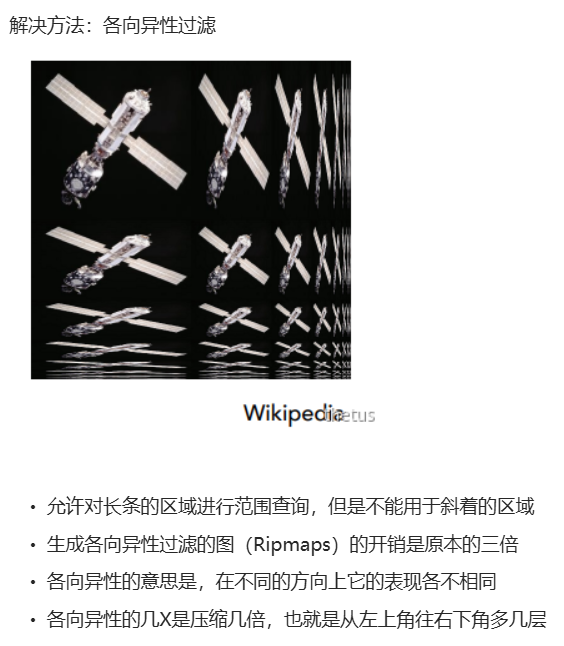 解决方法：各向异性过滤
Wikipedia
thetus
• 允许对长条的区域进行范围查询，但是不能用于斜着的区域
• 生成各向异性过滤的图（Ripmaps）的开销是原本的三倍
• 各向异性的意思是，在不同的方向上它的表现各不相同
• 各向异性的几X是压缩几倍，也就是从左上角往右下角多几层